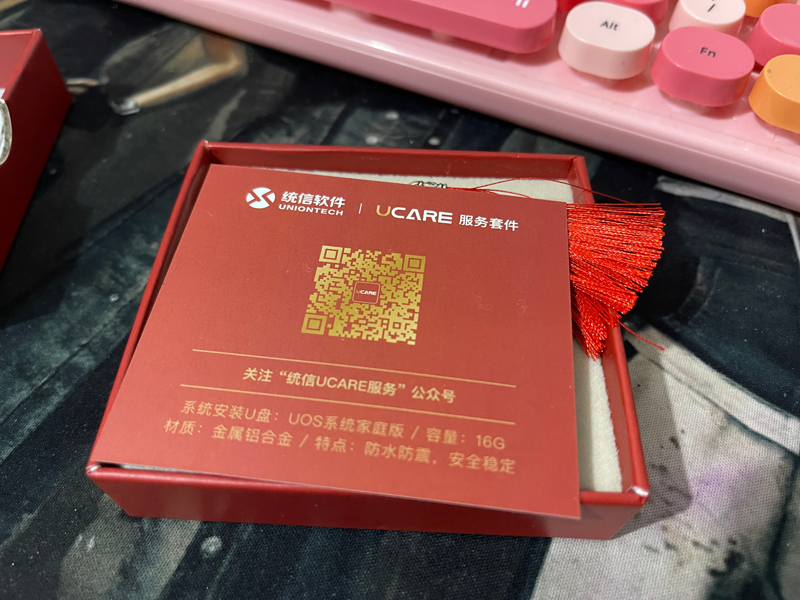 Alt
/
Fn
统信软件
UNIONTECH
UCARE 服务套件
UCARE
关注“统信UCARE服务”公众号
系统安装U盘：UOS系统家庭版 / 容量：16G
材质：金属铝合金 / 特点：防水防震，安全稳定